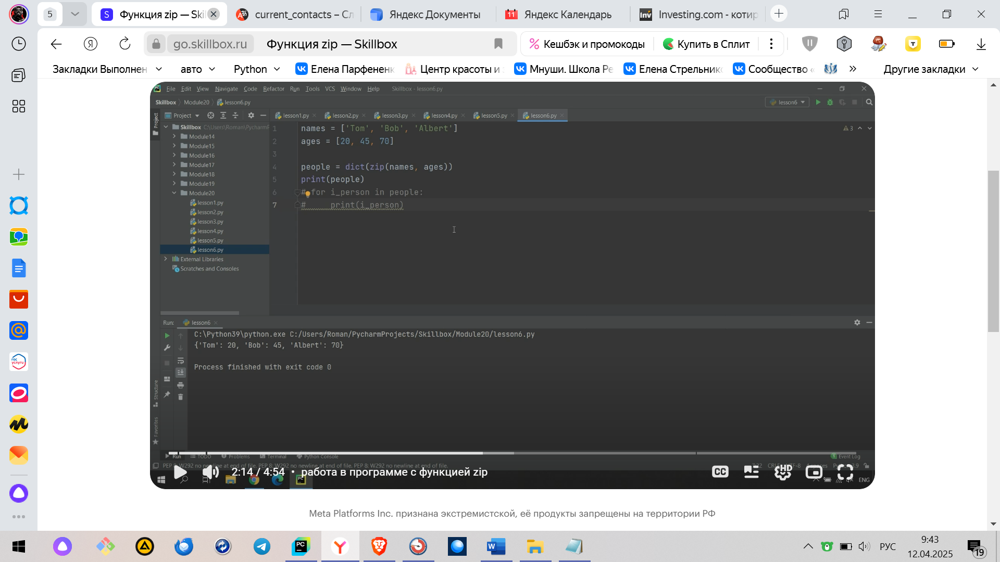 5
Функция zip — Ski
current_contacts – Сл
Яндекс Документы
11
Яндекс Календарь
Inv
Investing.com - котир
go.skillbox.ru
Функция zip — Skillbox
Кешбэк и промокоды
Купить в Сплит
Закладки Выполнен
авто
Python
Елена Парфененк
Центр красоты и
Мнуши. Школа Ре
Елена Стрельник
Сообщество «
Другие закладки
File Edit View Navigate Code Refactor Run Tools VCS Window Help Skillbox - lesson6.py
Skillbox Module20 lesson6.py
lesson6
Project
Project
lesson1.py lesson2.py lesson3.py lesson4.py lesson5.py lesson6.py
Skillbox C:\Users\Roman\PycharmP
Module14
Module15
Module16
Module17
Module18
Module19
Module20
lesson1.py
lesson2.py
lesson3.py
lesson4.py
lesson5.py
lesson6.py
External Libraries
Scratches and Consoles
1 names = ['Tom', 'Bob', 'Albert']
2 ages = [20, 45, 70]
3
4 people = dict(zip(names, ages))
5 print(people)
6 # for i_person in people:
7 #     print(i_person)
3
Run: lesson6
C:\Python39\python.exe C:/Users/Roman/PycharmProjects/Skillbox/Module20/lesson6.py
{'Tom': 20, 'Bob': 45, 'Albert': 70}
Process finished with exit code 0
Structure
Favorites
Run TODO Problems Terminal Python Console
Event Log
PEP 8: W292 no newline at end of file. PEP 8: W292 no newline at end of file. PEP 8: W292 no newline at end of file.
2:14 / 4:54 • работа в программе с функцией zip
CC
HD
ENG
Meta Platforms Inc. признана экстремистской, её продукты запрещены на территории РФ
РУС
9:43
12.04.2025
19